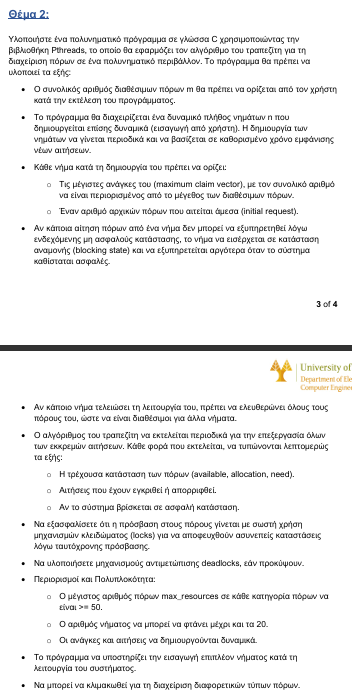 Θέμα 2:
Υλοποιήστε ένα πολυνηματικό πρόγραμμα σε γλώσσα C χρησιμοποιώντας την
βιβλιοθήκη Pthreads, το οποίο θα εφαρμόζει τον αλγόριθμο του τραπεζίτη για τη
διαχείριση πόρων σε ένα πολυνηματικό περιβάλλον. Το πρόγραμμα θα πρέπει να
υλοποιεί τα εξής:
• Ο συνολικός αριθμός διαθέσιμων πόρων m θα πρέπει να ορίζεται από τον χρήστη
κατά την εκτέλεση του προγράμματος.
• Το πρόγραμμα θα διαχειρίζεται ένα δυναμικό πλήθος νημάτων n που
δημιουργείται επίσης δυναμικά (εισαγωγή από χρήστη). Η δημιουργία των
νημάτων να γίνεται περιοδικά και να βασίζεται σε καθορισμένο χρόνο εμφάνισης
νέων αιτήσεων.
• Κάθε νήμα κατά τη δημιουργία του πρέπει να ορίζει:
o Τις μέγιστες ανάγκες του (maximum claim vector), με τον συνολικό αριθμό
να είναι περιορισμένος από το μέγεθος των διαθέσιμων πόρων.
o Έναν αριθμό αρχικών πόρων που αιτείται άμεσα (initial request).
• Αν κάποια αίτηση πόρων από ένα νήμα δεν μπορεί να εξυπηρετηθεί λόγω
ενδεχόμενης μη ασφαλούς κατάστασης, το νήμα να εισέρχεται σε κατάσταση
αναμονής (blocking state) και να εξυπηρετείται αργότερα όταν το σύστημα
καθίσταται ασφαλές.
3 of 4
University of
Department of Ele
Computer Engine
• Αν κάποιο νήμα τελειώσει τη λειτουργία του, πρέπει να ελευθερώνει όλους τους
πόρους του, ώστε να είναι διαθέσιμοι για άλλα νήματα.
• Ο αλγόριθμος του τραπεζίτη να εκτελείται περιοδικά για την επεξεργασία όλων
των εκκρεμών αιτήσεων. Κάθε φορά που εκτελείται, να τυπώνονται λεπτομερώς
τα εξής:
o Η τρέχουσα κατάσταση των πόρων (available, allocation, need).
o Αιτήσεις που έχουν εγκριθεί ή απορριφθεί.
o Αν το σύστημα βρίσκεται σε ασφαλή κατάσταση.
• Να εξασφαλίσετε ότι η πρόσβαση στους πόρους γίνεται με σωστή χρήση
μηχανισμών κλειδώματος (locks) για να αποφευχθούν ασυνεπείς καταστάσεις
λόγω ταυτόχρονης πρόσβασης.
• Να υλοποιήσετε μηχανισμούς αντιμετώπισης deadlocks, εάν προκύψουν.
• Περιορισμοί και Πολυπλοκότητα:
o Ο μέγιστος αριθμός πόρων max_resources σε κάθε κατηγορία πόρων να
είναι >= 50.
o Ο αριθμός νήματος να μπορεί να φτάνει μέχρι και τα 20.
o Οι ανάγκες και αιτήσεις να δημιουργούνται δυναμικά.
• Το πρόγραμμα να υποστηρίζει την εισαγωγή επιπλέον νήματος κατά τη
λειτουργία του συστήματος.
• Να μπορεί να κλιμακωθεί για τη διαχείριση διαφορετικών τύπων πόρων.